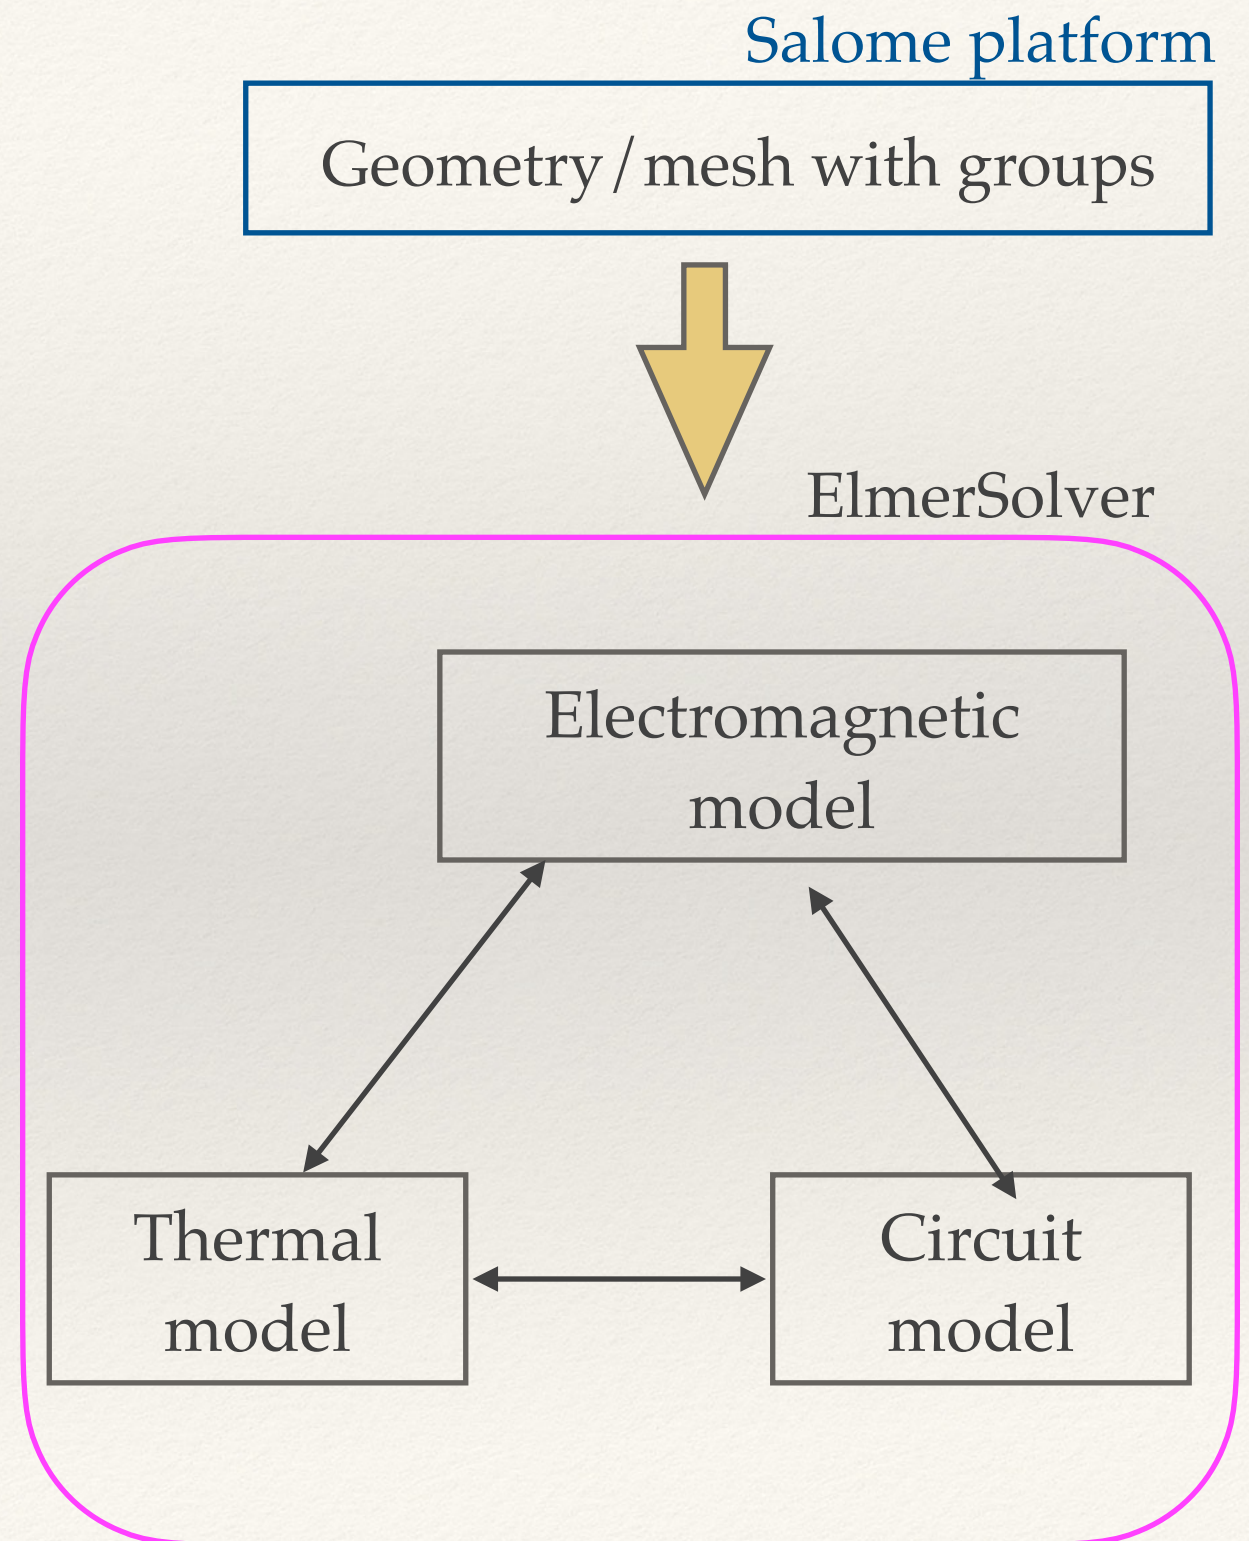 Salome platform
Geometry/mesh with groups
ElmerSolver
Electromagnetic
model
Thermal
model
Circuit
model